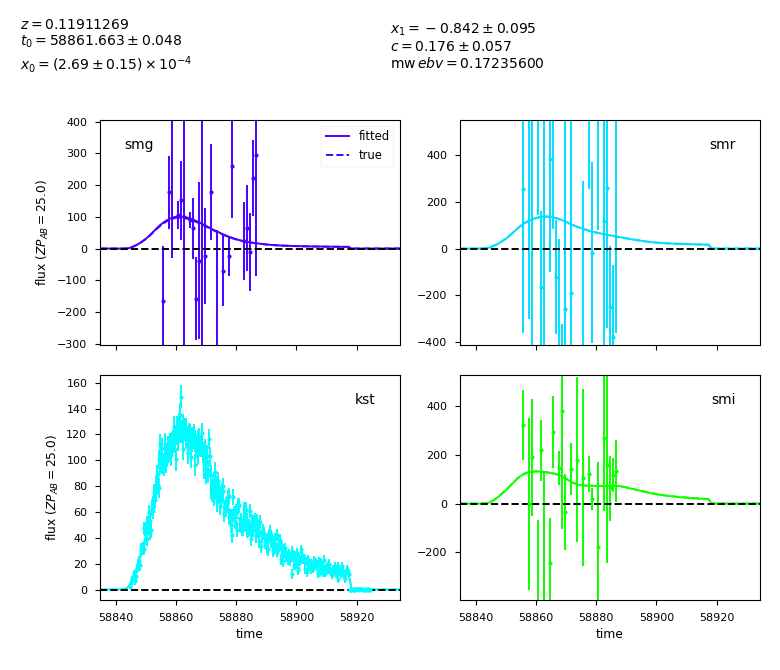 z = 0.11911269
t₀ = 58861.663 ± 0.048
x₀ = (2.69 ± 0.15) × 10⁻⁴
x₁ = −0.842 ± 0.095
c = 0.176 ± 0.057
mw ebv = 0.17235600
smg
fitted
true
400
300
200
100
0
−100
−200
−300
flux (ZP_AB = 25.0)
smr
400
200
0
−200
−400
kst
160
140
120
100
80
60
40
20
0
flux (ZP_AB = 25.0)
58840 58860 58880 58900 58920
time
smi
400
200
0
−200
58840 58860 58880 58900 58920
time